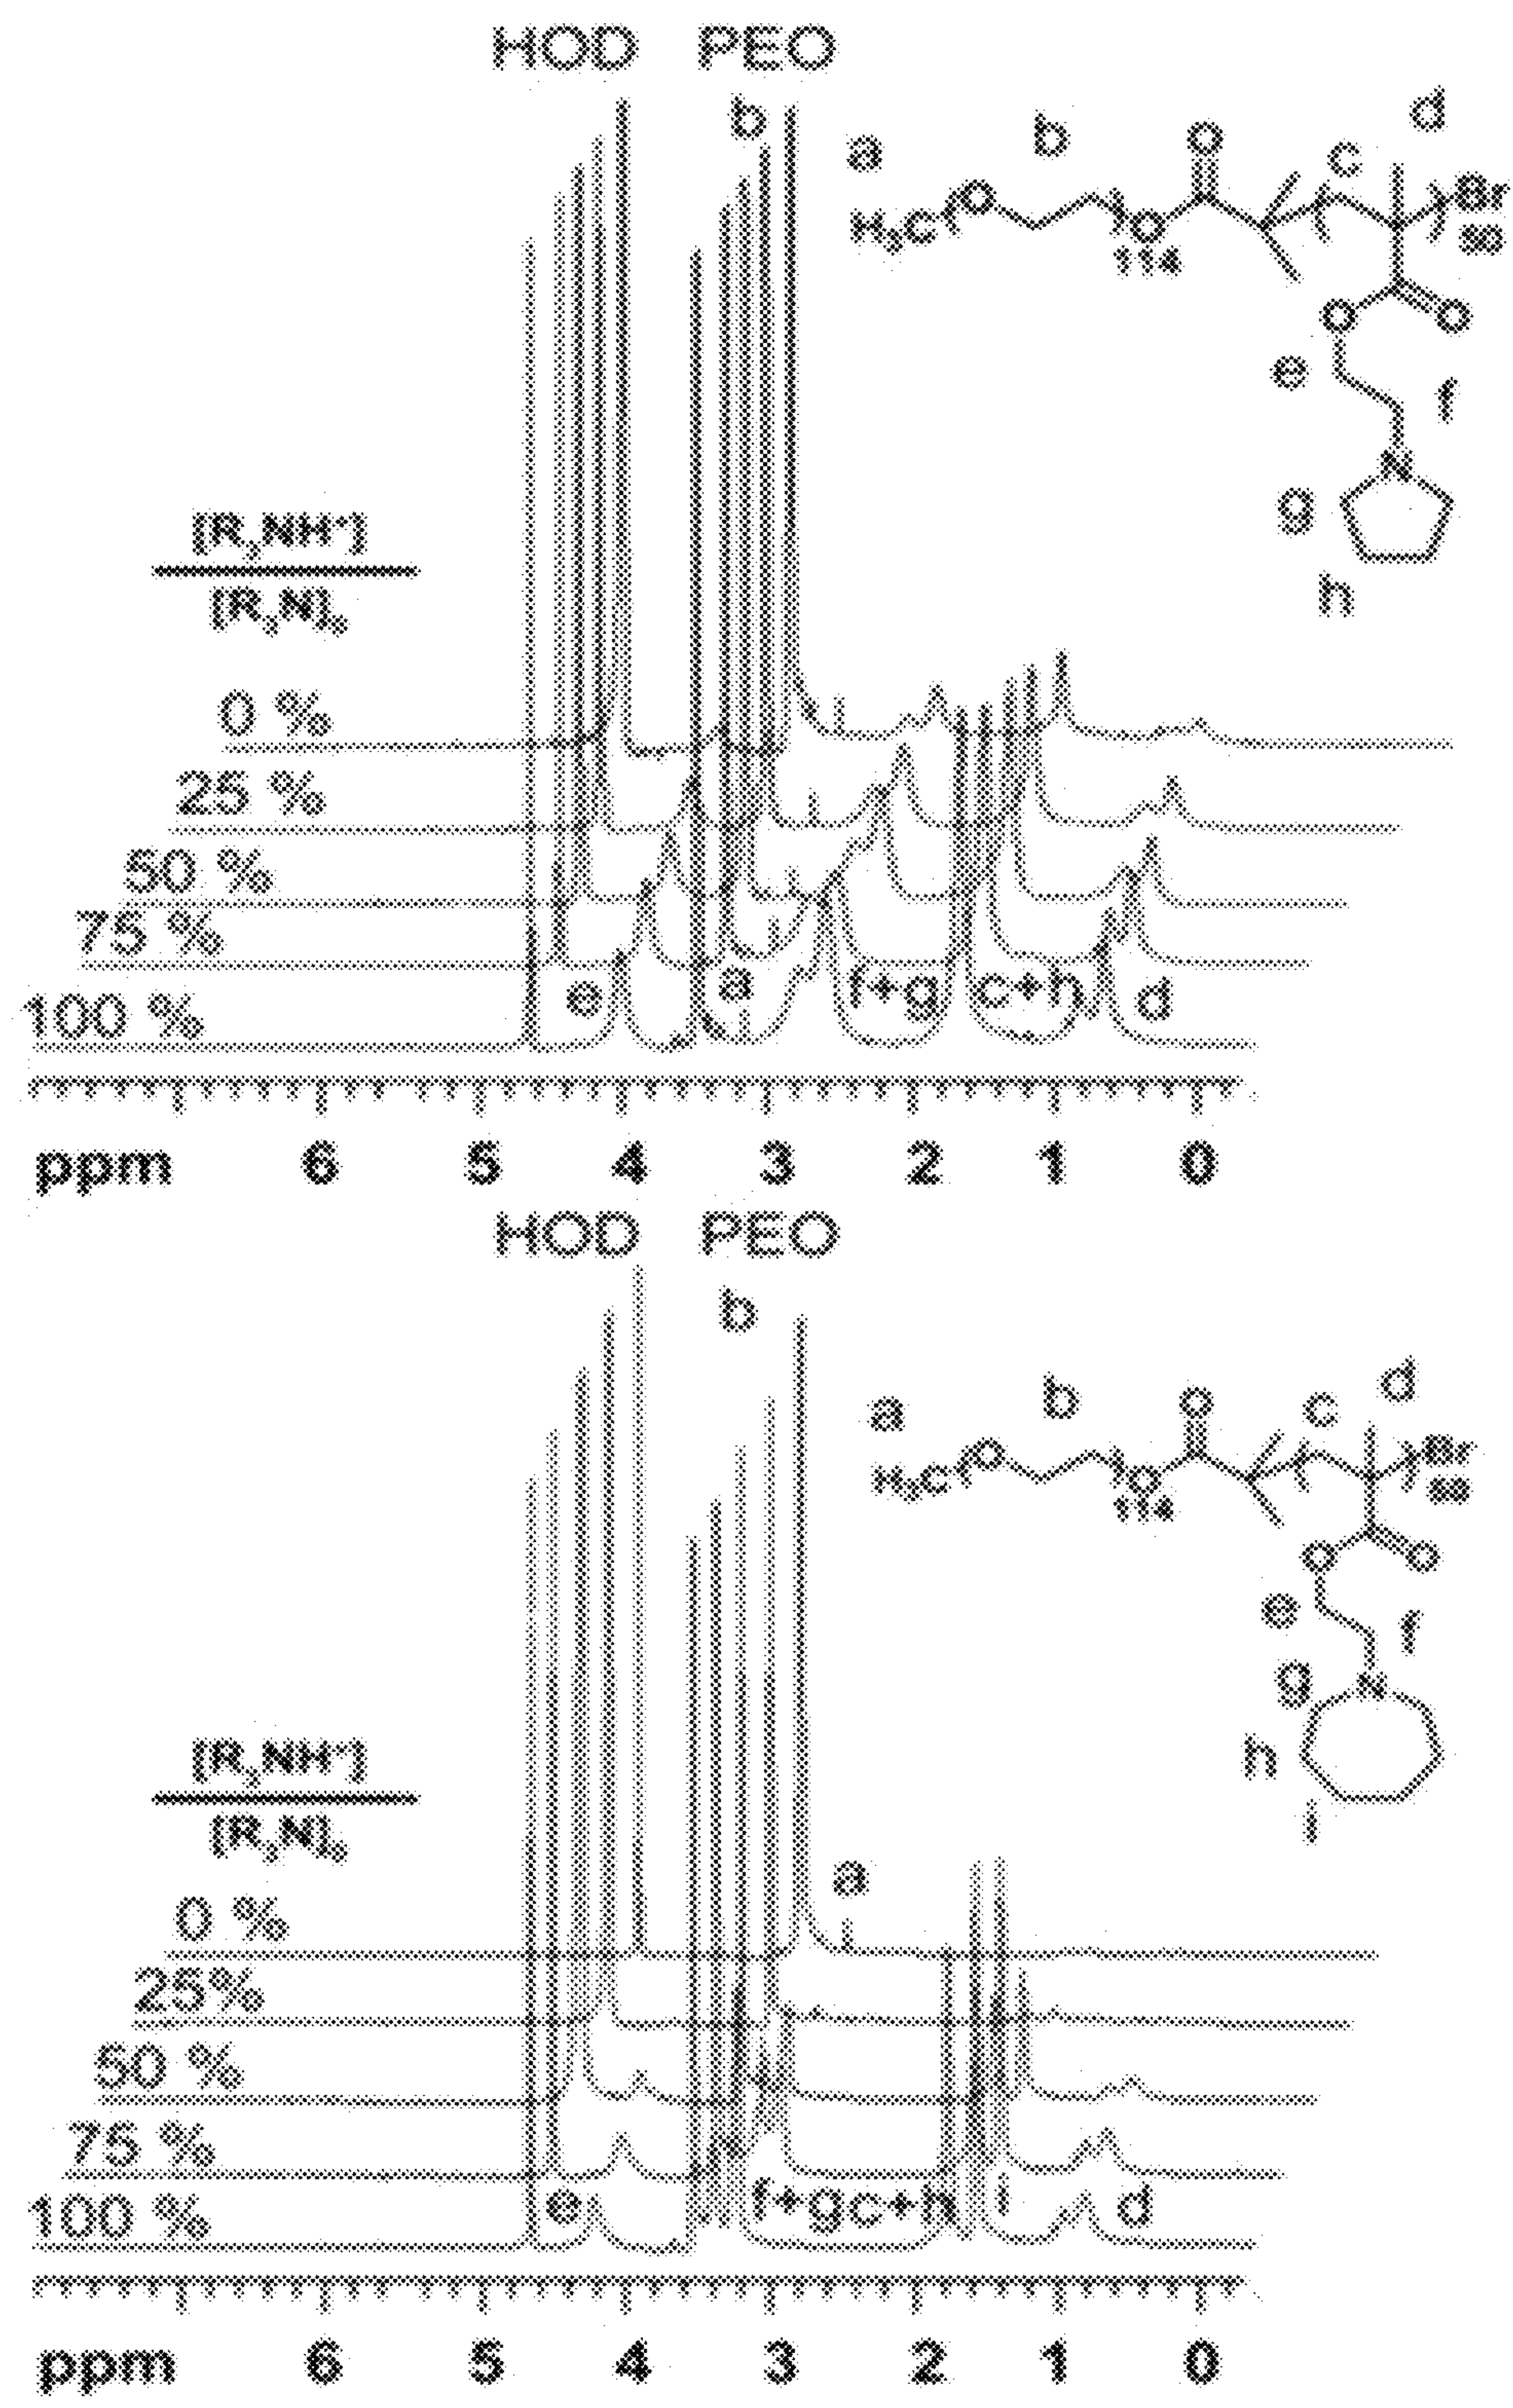 HOD PEO
b
a b O c d
H₃C ( O ) O ( ) Br
114 80
O O
e f
N
g
h
[R₃NH⁺]
[R₃N]₀
0 %
25 %
50 %
75 %
100 %
e a f+g c+h d
ppm 6 5 4 3 2 1 0
HOD PEO
b
a b O c d
H₃C ( O ) O ( ) Br
114 68
O O
e f
g N
h
i
[R₃NH⁺]
[R₃N]₀
a
0 %
25%
50 %
75 %
100 %
e f+g c+h i d
ppm 6 5 4 3 2 1 0